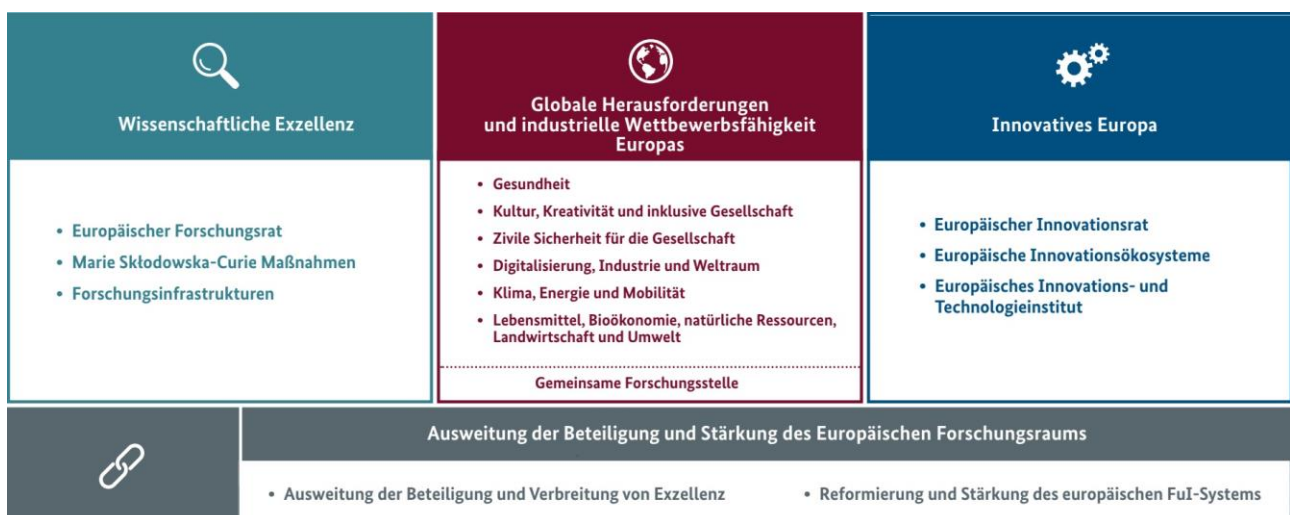 Wissenschaftliche Exzellenz
• Europäischer Forschungsrat
• Marie Skłodowska-Curie Maßnahmen
• Forschungsinfrastrukturen
Globale Herausforderungen
und industrielle Wettbewerbsfähigkeit
Europas
• Gesundheit
• Kultur, Kreativität und inklusive Gesellschaft
• Zivile Sicherheit für die Gesellschaft
• Digitalisierung, Industrie und Weltraum
• Klima, Energie und Mobilität
• Lebensmittel, Bioökonomie, natürliche Ressourcen,
Landwirtschaft und Umwelt
Gemeinsame Forschungsstelle
Innovatives Europa
• Europäischer Innovationsrat
• Europäische Innovationsökosysteme
• Europäisches Innovations- und
Technologieinstitut
Ausweitung der Beteiligung und Stärkung des Europäischen Forschungsraums
• Ausweitung der Beteiligung und Verbreitung von Exzellenz
• Reformierung und Stärkung des europäischen FuI-Systems